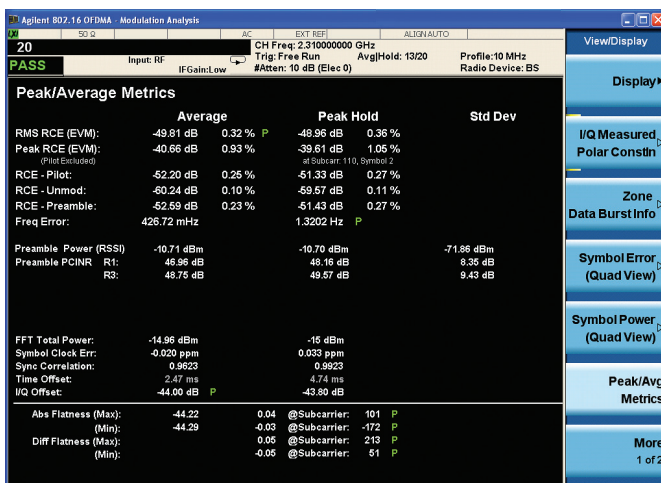 Agilent 802.16 OFDMA - Modulation Analysis
50 Ω AC EXT REF ALIGN AUTO
20
CH Freq: 2.310000000 GHz
PASS
Input: RF
IFGain:Low
Trig: Free Run
#Atten: 10 dB (Elec 0)
Avg|Hold: 13/20
Profile:10 MHz
Radio Device: BS
Peak/Average Metrics
Average Peak Hold Std Dev
RMS RCE (EVM): -49.81 dB 0.32 % P -48.96 dB 0.36 %
Peak RCE (EVM): -40.66 dB 0.93 % -39.61 dB 1.05 %
(Pilot Excluded) at Subcarr: 110, Symbol 2
RCE - Pilot: -52.20 dB 0.25 % -51.33 dB 0.27 %
RCE - Unmod: -60.24 dB 0.10 % -59.57 dB 0.11 %
RCE - Preamble: -52.59 dB 0.23 % -51.43 dB 0.27 %
Freq Error: 426.72 mHz 1.3202 Hz P
Preamble Power (RSSI) -10.71 dBm -10.70 dBm -71.86 dBm
Preamble PCINR R1: 46.96 dB 48.16 dB 8.35 dB
R3: 48.75 dB 49.57 dB 9.43 dB
FFT Total Power: -14.96 dBm -15 dBm
Symbol Clock Err: -0.020 ppm 0.033 ppm
Sync Correlation: 0.9623 0.9923
Time Offset: 2.47 ms 4.74 ms
I/Q Offset: -44.00 dB P -43.80 dB
Abs Flatness (Max): -44.22 0.04 @Subcarrier: 101 P
(Min): -44.29 -0.03 @Subcarrier: -172 P
Diff Flatness (Max): 0.05 @Subcarrier: 213 P
(Min): -0.05 @Subcarrier: 51 P
View/Display
Display
I/Q Measured
Polar Constln
Zone
Data Burst Info
Symbol Error
(Quad View)
Symbol Power
(Quad View)
Peak/Avg
Metrics
More
1 of 2